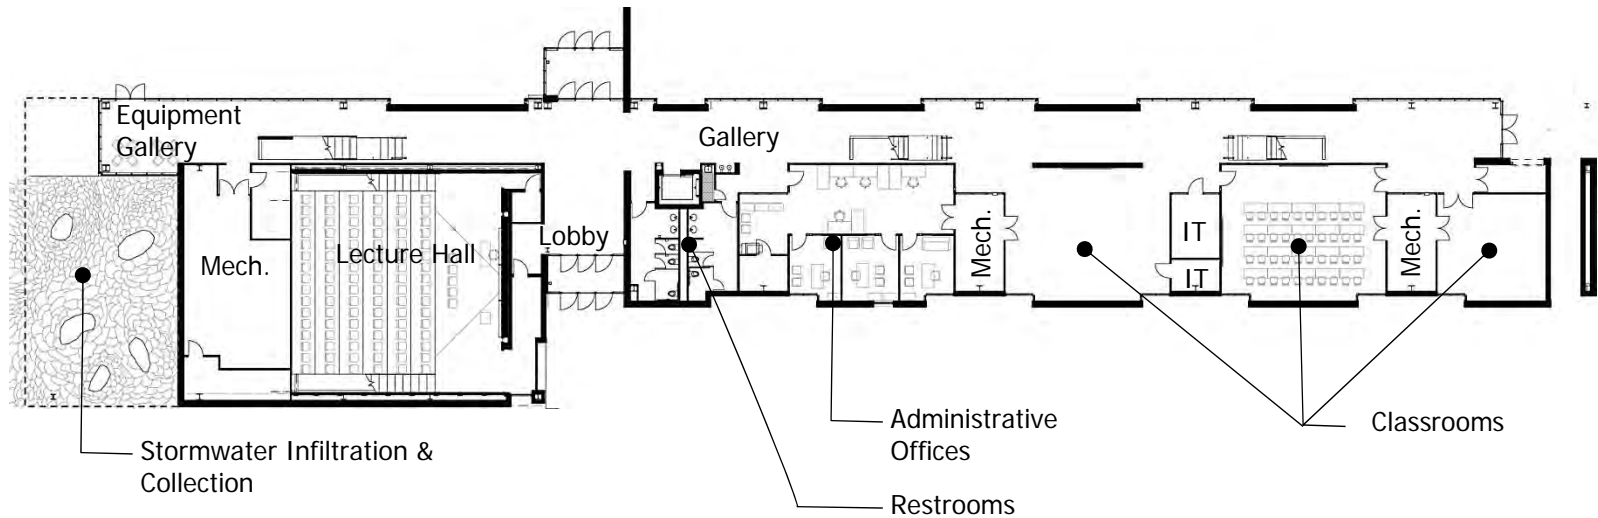 Equipment
Gallery
Gallery
Mech.
Lecture Hall
Lobby
Mech.
IT
IT
Mech.
Stormwater Infiltration &
Collection
Administrative
Offices
Restrooms
Classrooms